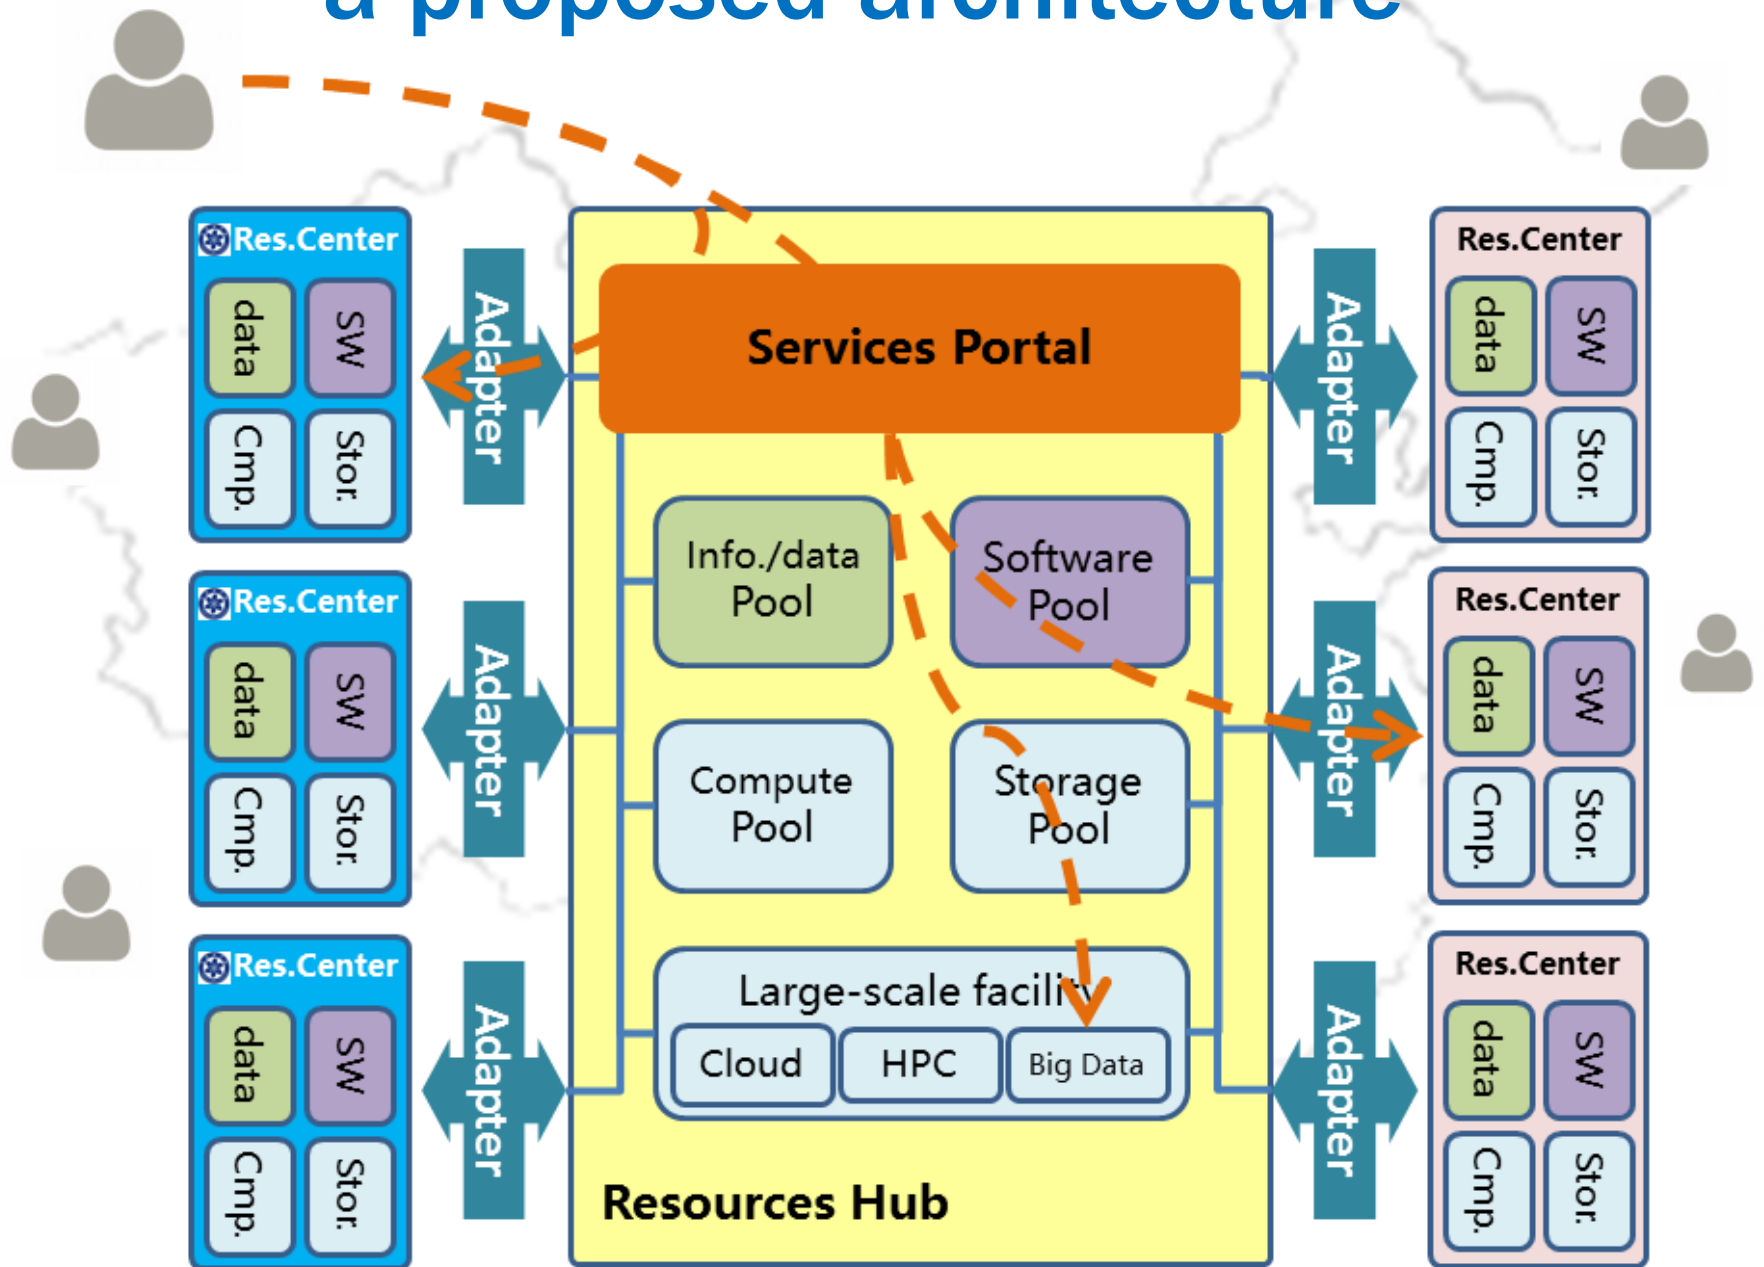 a proposed architecture
Res.Center
data
SW
Cmp.
Stor.
Adapter
Res.Center
data
SW
Cmp.
Stor.
Adapter
Res.Center
data
SW
Cmp.
Stor.
Adapter
Services Portal
Info./data
Pool
Software
Pool
Compute
Pool
Storage
Pool
Large-scale facility
Cloud
HPC
Big Data
Resources Hub
Adapter
Res.Center
data
SW
Cmp.
Stor.
Adapter
Res.Center
data
SW
Cmp.
Stor.
Adapter
Res.Center
data
SW
Cmp.
Stor.